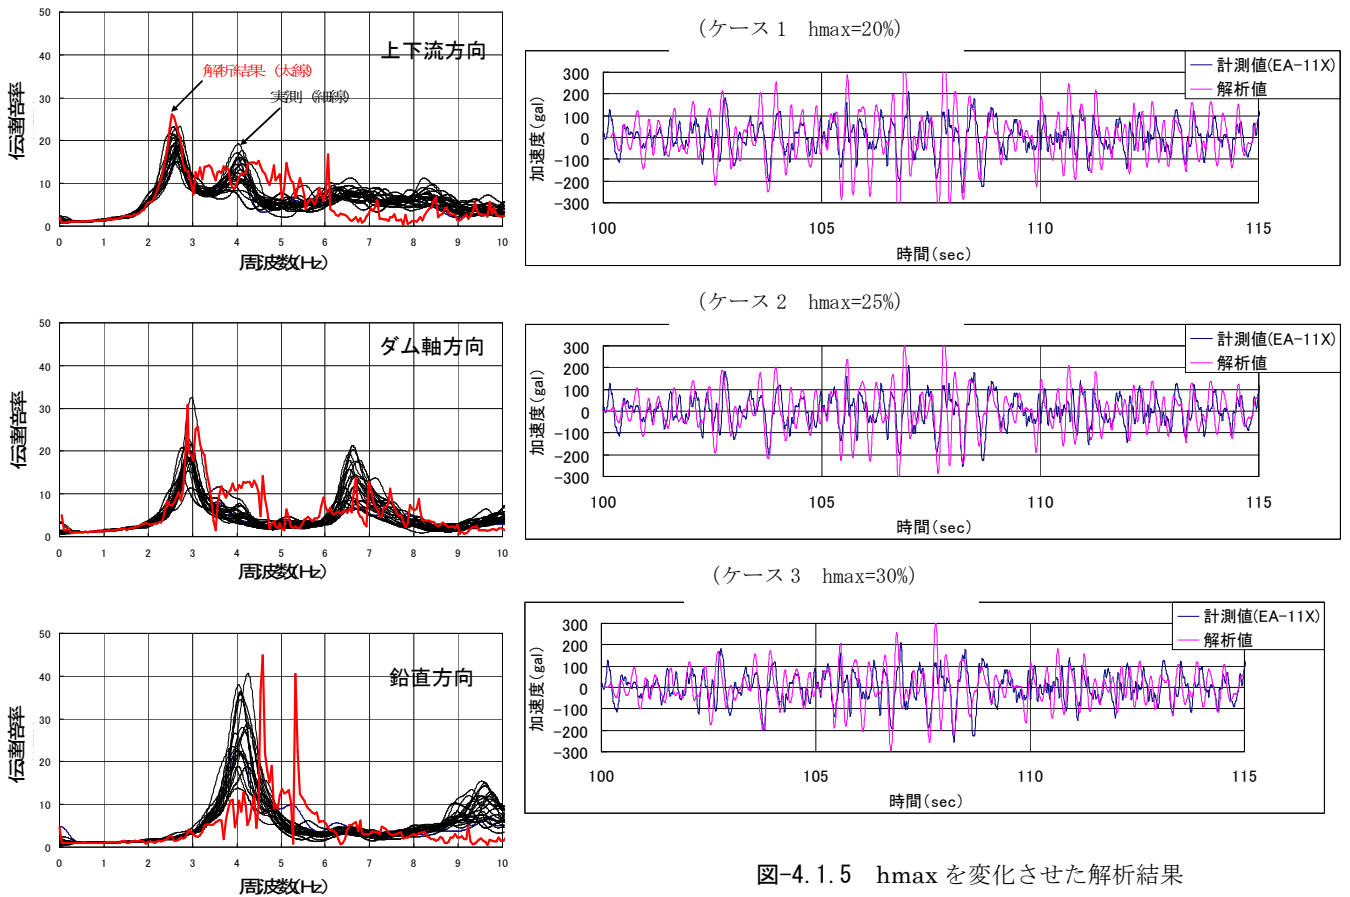 50
40
30
20
10
0
伝達倍率
上下流方向
解析結果（太線）
実測（細線）
0 1 2 3 4 5 6 7 8 9 10
周波数(Hz)
50
40
30
20
10
0
伝達倍率
ダム軸方向
0 1 2 3 4 5 6 7 8 9 10
周波数(Hz)
50
40
30
20
10
0
伝達倍率
鉛直方向
0 1 2 3 4 5 6 7 8 9 10
周波数(Hz)
（ケース 1　hmax=20%）
計測値(EA-11X)
解析値
300
200
100
0
-100
-200
-300
加速度(gal)
100 105 110 115
時間(sec)
（ケース 2　hmax=25%）
計測値(EA-11X)
解析値
300
200
100
0
-100
-200
-300
加速度(gal)
100 105 110 115
時間(sec)
（ケース 3　hmax=30%）
計測値(EA-11X)
解析値
300
200
100
0
-100
-200
-300
加速度(gal)
100 105 110 115
時間(sec)
図-4.1.5　hmax を変化させた解析結果